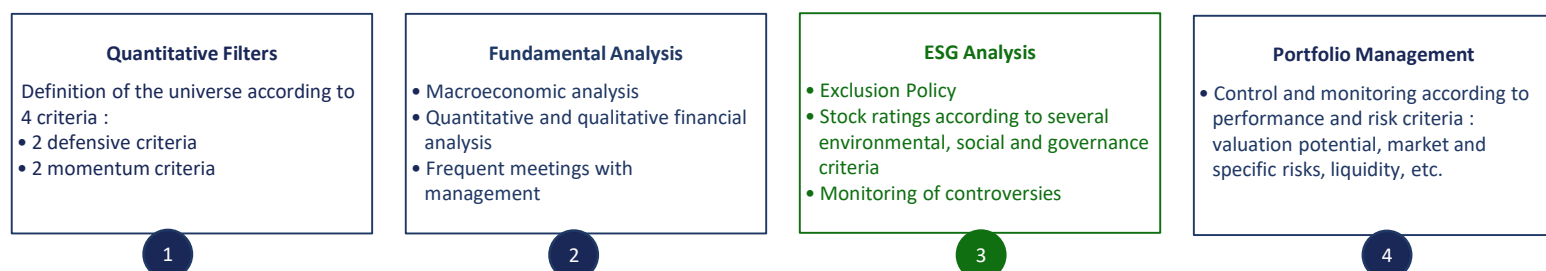 Quantitative Filters
Definition of the universe according to
4 criteria :
• 2 defensive criteria
• 2 momentum criteria
1
Fundamental Analysis
• Macroeconomic analysis
• Quantitative and qualitative financial
analysis
• Frequent meetings with
management
2
ESG Analysis
• Exclusion Policy
• Stock ratings according to several
environmental, social and governance
criteria
• Monitoring of controversies
3
Portfolio Management
• Control and monitoring according to
performance and risk criteria :
valuation potential, market and
specific risks, liquidity, etc.
4